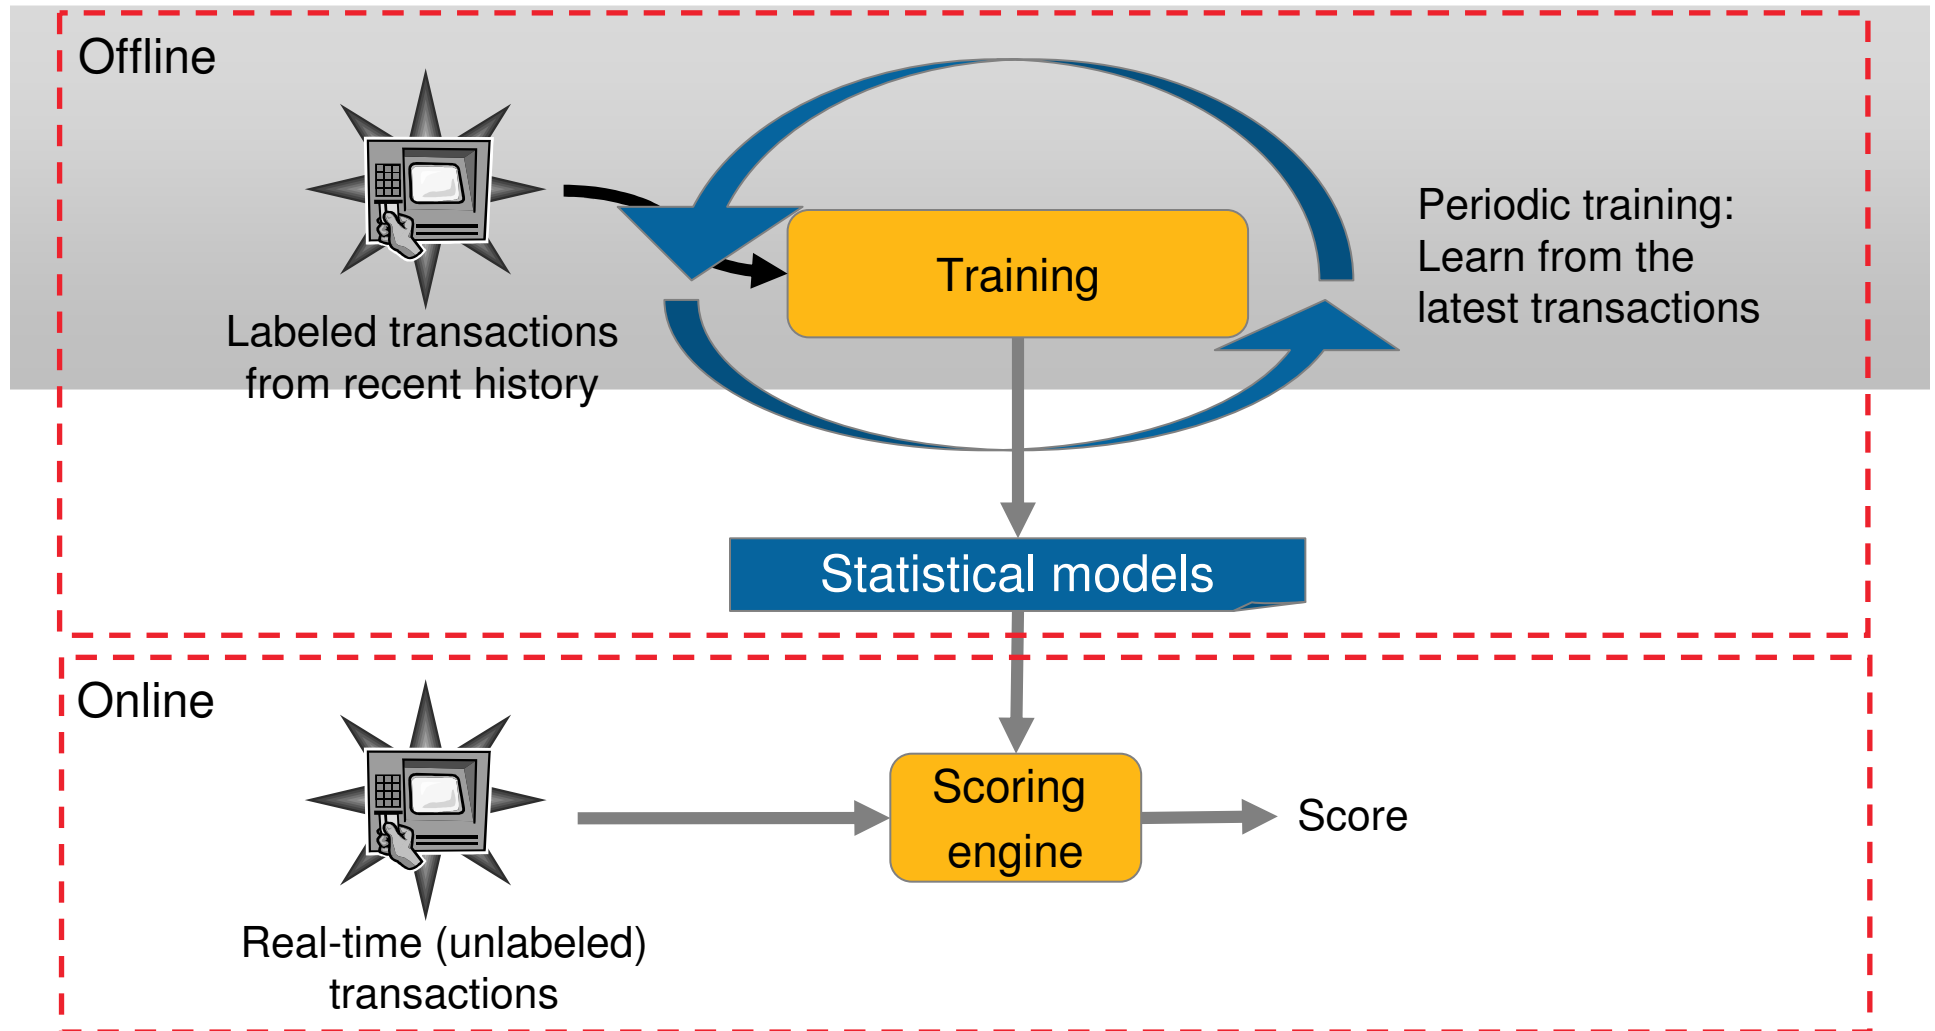 Offline
Labeled transactions
from recent history
Training
Periodic training:
Learn from the
latest transactions
Statistical models
Online
Real-time (unlabeled)
transactions
Scoring
engine
Score